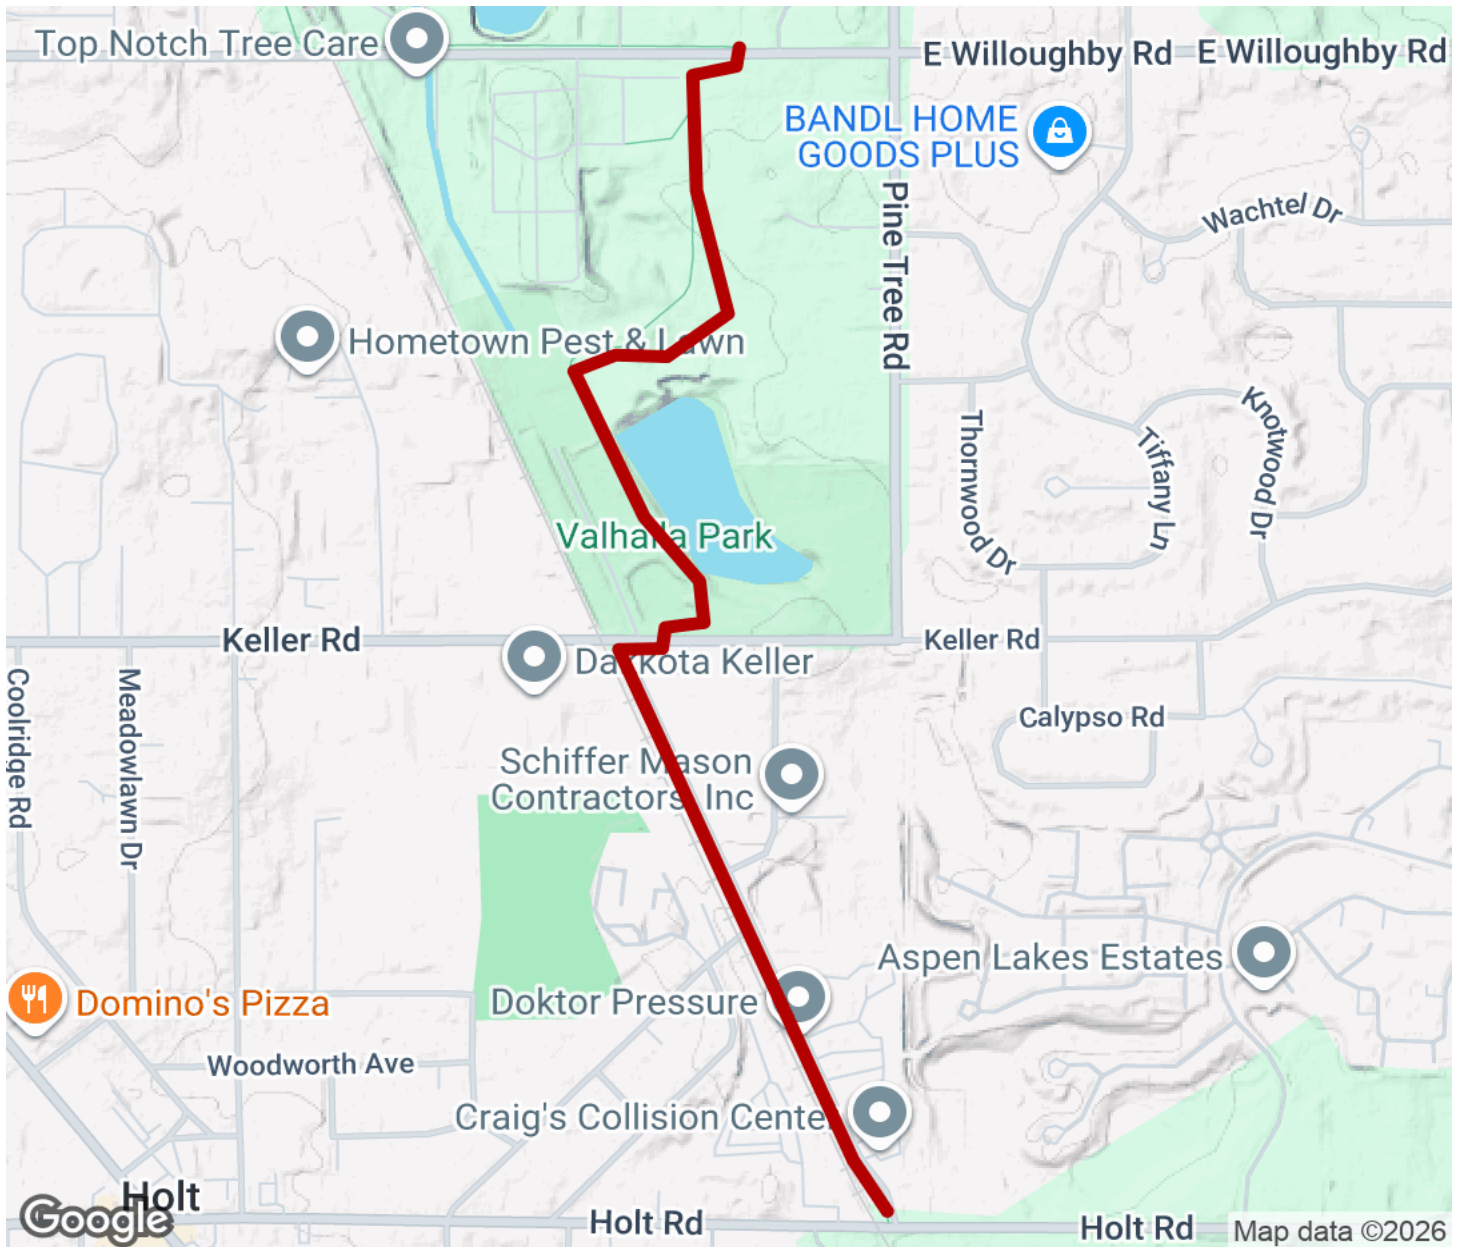 Top Notch Tree Care
E Willoughby Rd
E Willoughby Rd
BANDL HOME
GOODS PLUS
Pine Tree Rd
Wachtel Dr
Hometown Pest & Lawn
Thornwood Dr
Tiffany Ln
Knotwood Dr
Valhalla Park
Keller Rd
Keller Rd
Coolridge Rd
Meadowlawn Dr
Calypso Rd
Schiffer Mason
Contractors, Inc
Aspen Lakes Estates
Domino's Pizza
Doktor Pressure
Woodworth Ave
Craig's Collision Center
Holt
Google
Holt Rd
Holt Rd
Map data ©2026